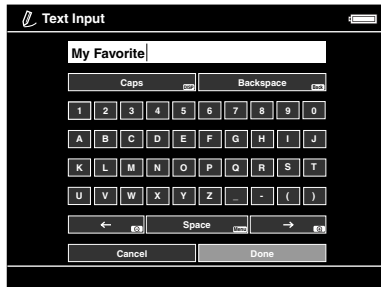 Text Input
My Favorite
Caps DISP Backspace Back
1 2 3 4 5 6 7 8 9 0
A B C D E F G H I J
K L M N O P Q R S T
U V W X Y Z _ - ( )
← Space Menu →
Cancel Done